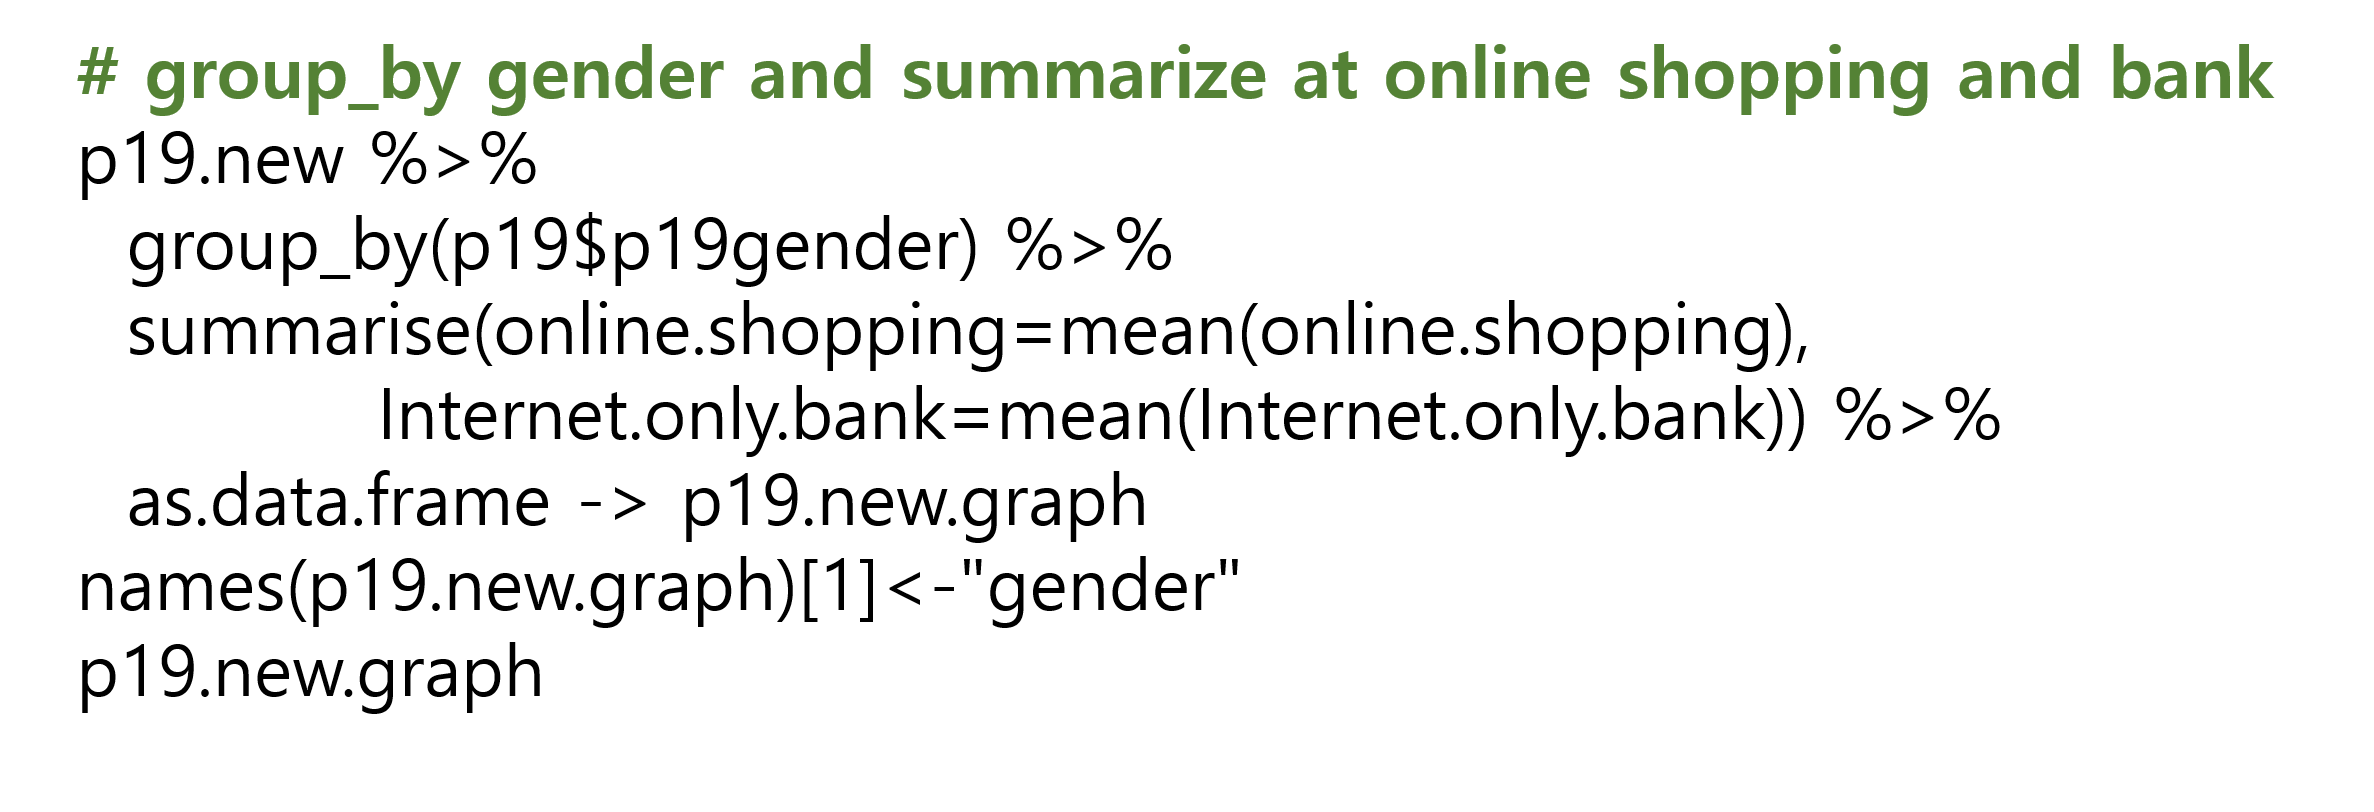 # group_by gender and summarize at online shopping and bank
p19.new %>%
group_by(p19$p19gender) %>%
summarise(online.shopping=mean(online.shopping),
Internet.only.bank=mean(Internet.only.bank)) %>%
as.data.frame -> p19.new.graph
names(p19.new.graph)[1]<-"gender"
p19.new.graph